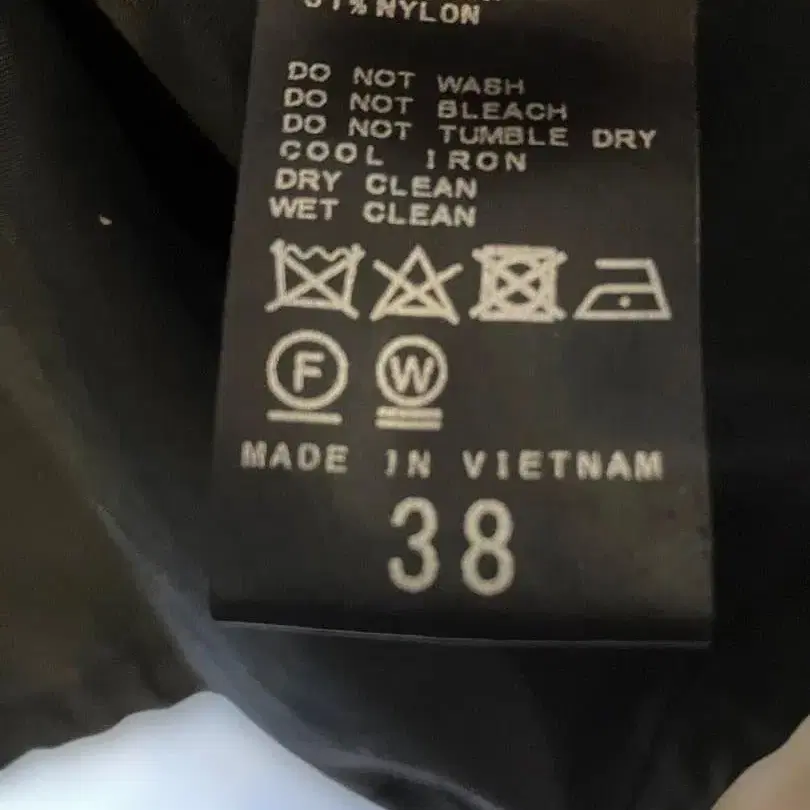 % NYLON
DO NOT WASH
DO NOT BLEACH
DO NOT TUMBLE DRY
COOL IRON
DRY CLEAN
WET CLEAN
F W
MADE IN VIETNAM
38